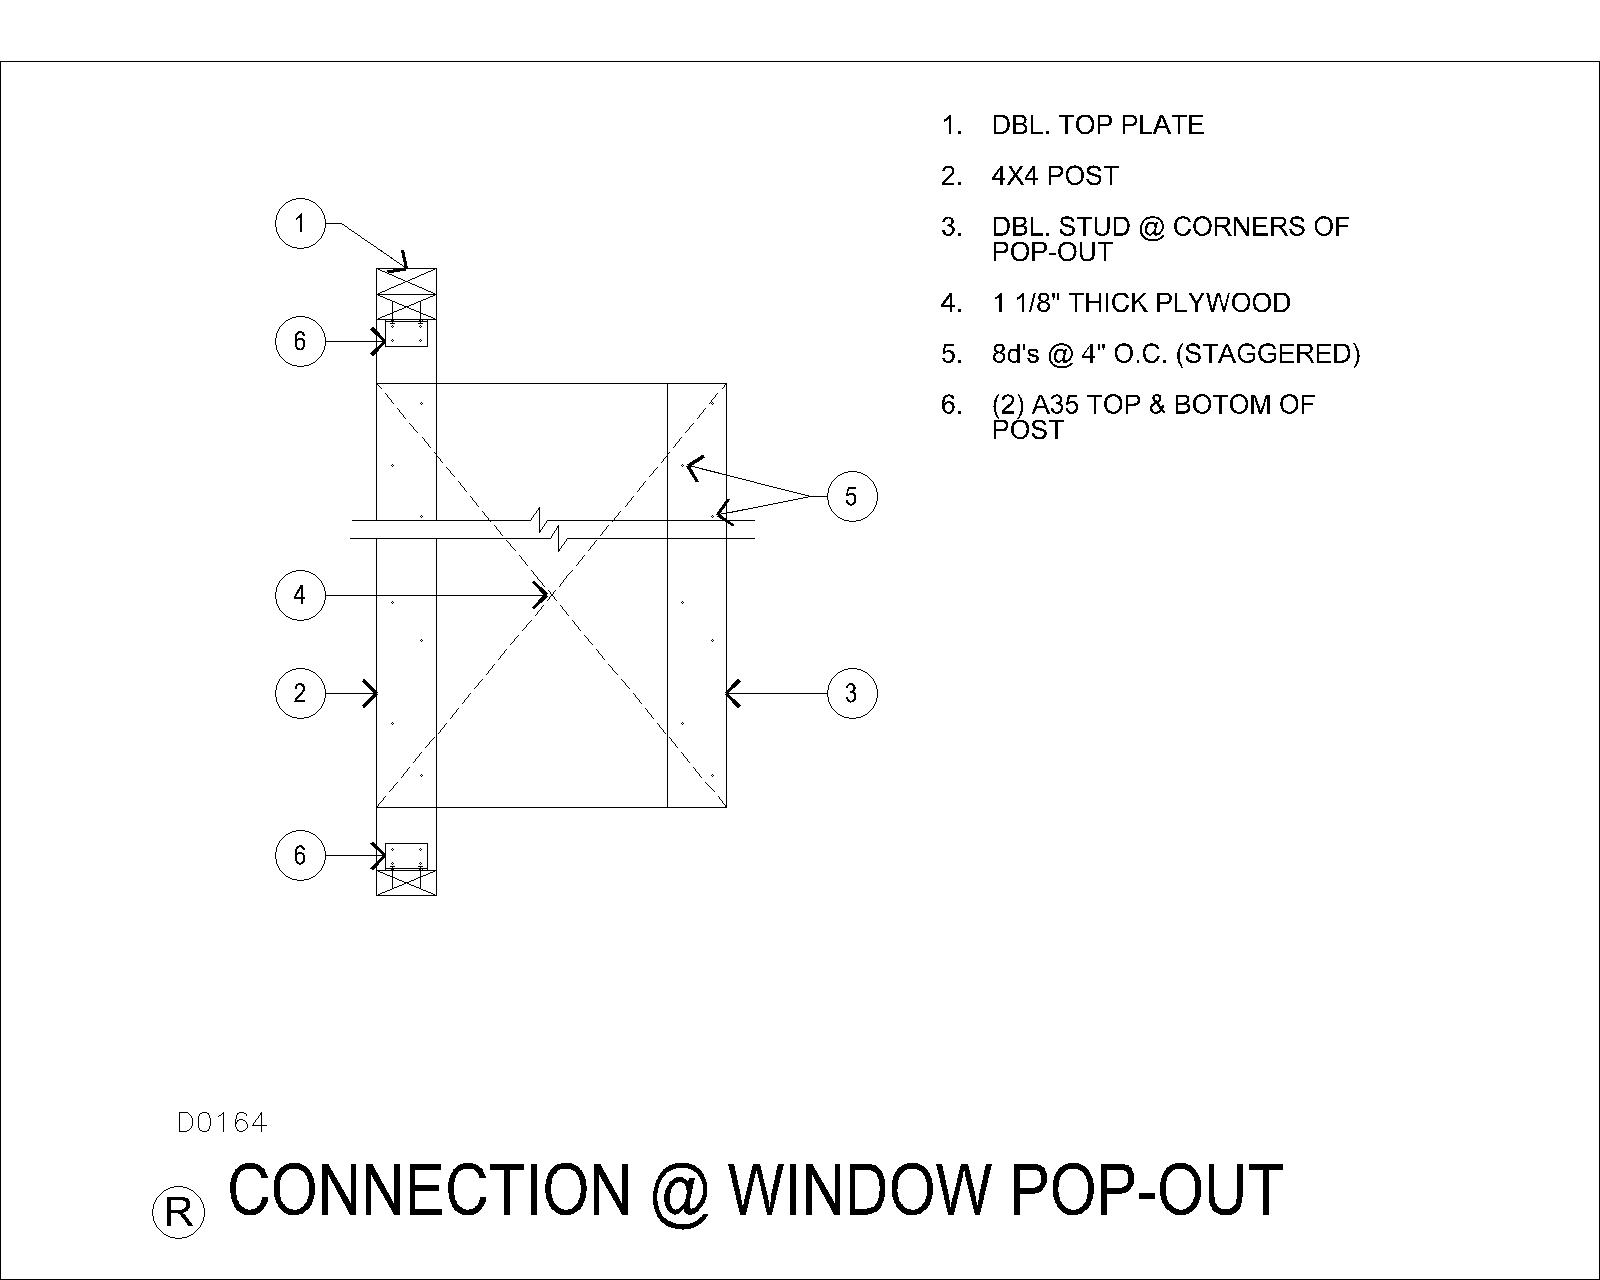 1. DBL. TOP PLATE
2. 4X4 POST
3. DBL. STUD @ CORNERS OF
POP-OUT
4. 1 1/8" THICK PLYWOOD
5. 8d's @ 4" O.C. (STAGGERED)
6. (2) A35 TOP & BOTOM OF
POST
1
6
5
4
2
3
6
D0164
R CONNECTION @ WINDOW POP-OUT